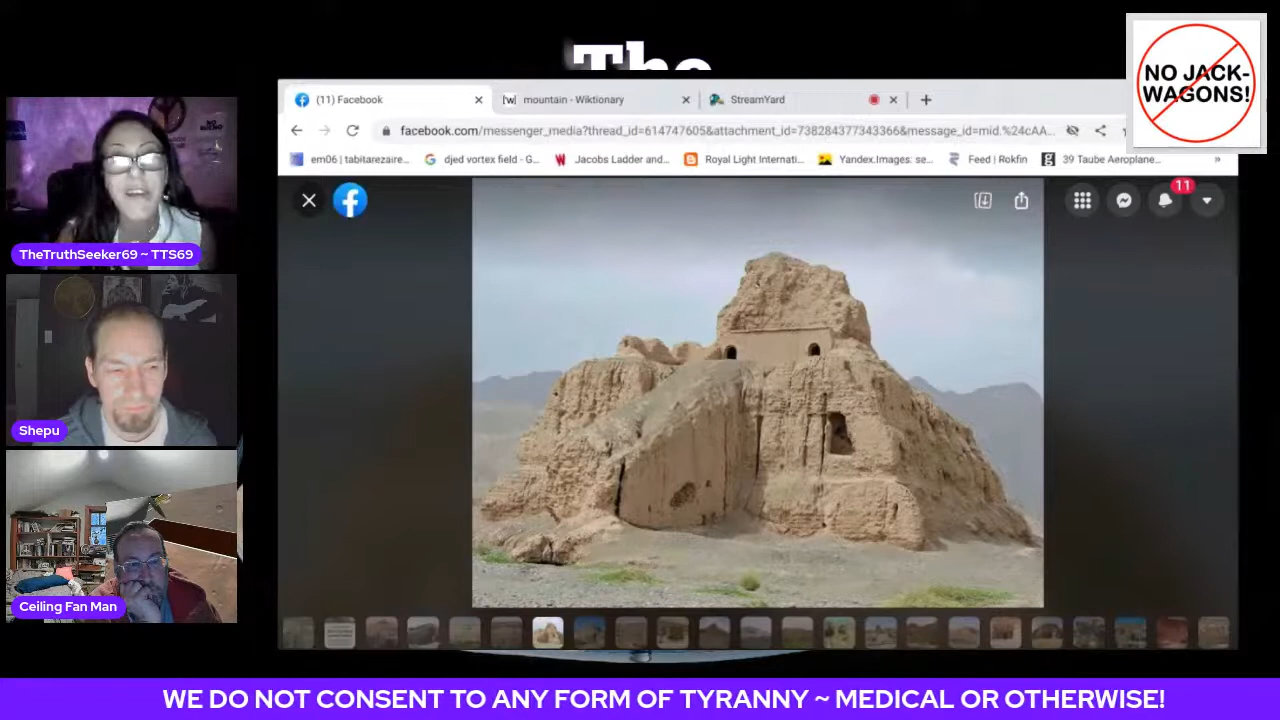 The
NO JACK-
WAGONS!
(11) Facebook
mountain - Wiktionary
StreamYard
facebook.com/messenger_media?thread_id=614747605&attachment_id=738284377343366&message_id=mid.%24cAA...
em06 | tabitarezaire...
djed vortex field - G...
Jacobs Ladder and...
Royal Light Internati...
Yandex.Images: se...
Feed | Rokfin
39 Taube Aeroplane...
11
TheTruthSeeker69 ~ TTS69
Shepu
Ceiling Fan Man
WE DO NOT CONSENT TO ANY FORM OF TYRANNY ~ MEDICAL OR OTHERWISE!